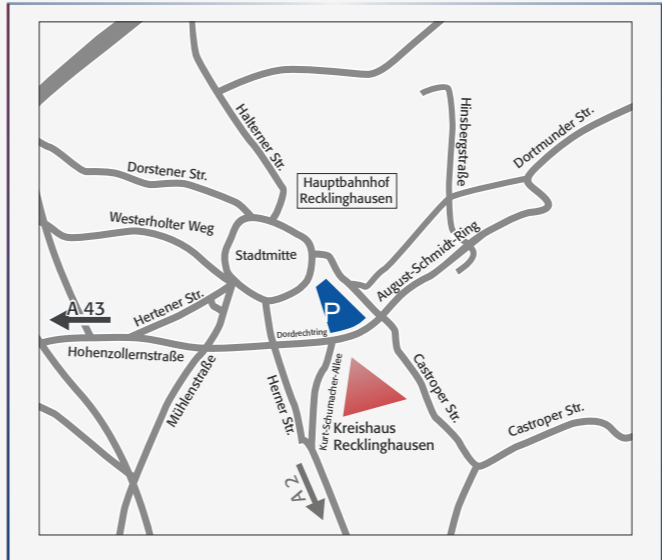 Halterner Str.
Hinsbergstraße
Dortmunder Str.
Dorstener Str.
Hauptbahnhof
Recklinghausen
Westerholter Weg
Stadtmitte
August-Schmidt-Ring
A 43
Hertener Str.
P
Dordrechtring
Hohenzollernstraße
Mühlenstraße
Herner Str.
Kurt-Schumacher-Allee
Castroper Str.
Kreishaus
Recklinghausen
Castroper Str.
A 2